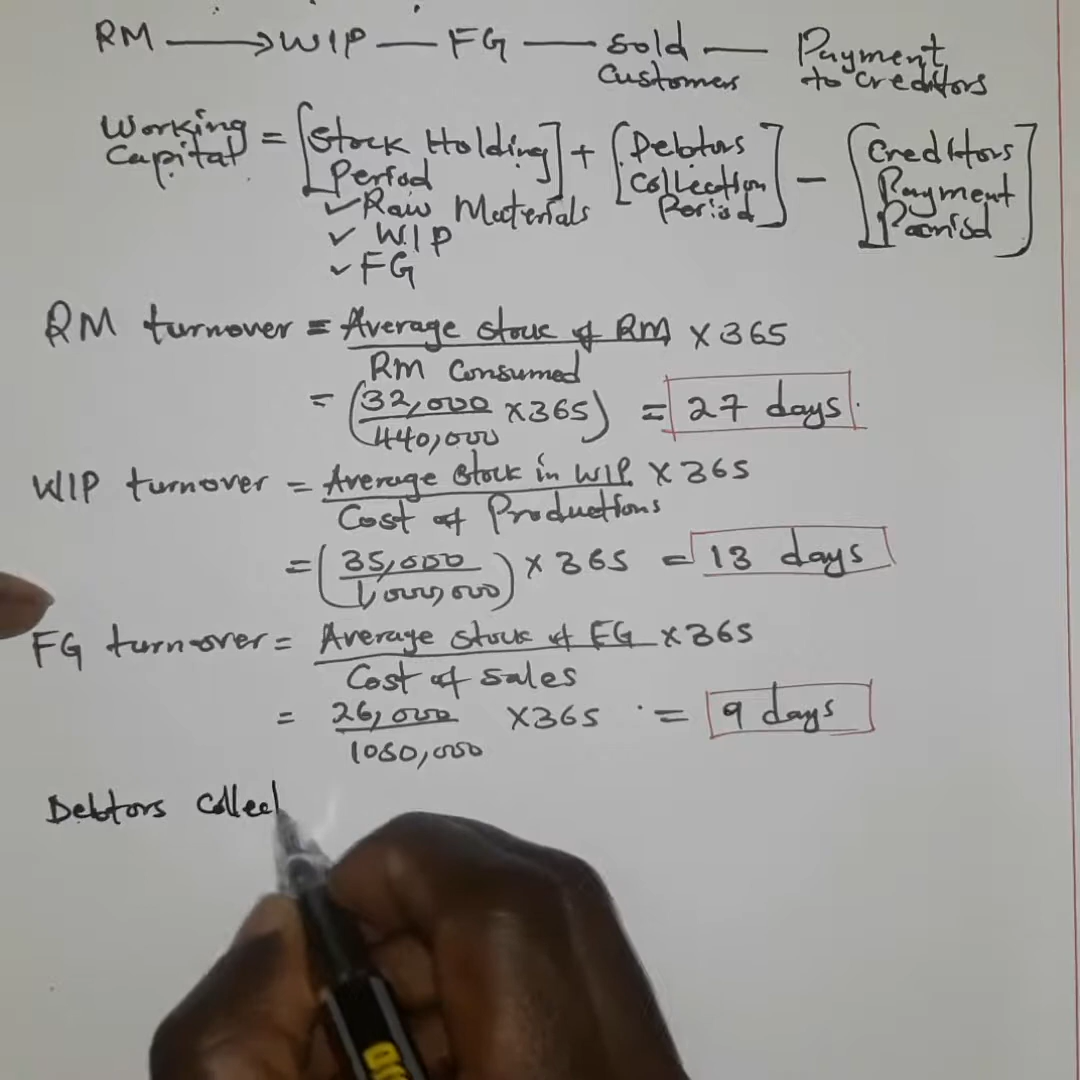 RM → WIP — FG — Sold — Payment
Customers to Creditors
Working Capital = [Stock Holding Period] + [Debtors Collection Period] − [Creditors Payment Paeriod]
✓ Raw Materials
✓ WIP
✓ FG
RM turnover = Average stock of RM × 365
RM Consumed
= (32,000 × 365) = 27 days.
440,000
WIP turnover = Average stock in WIP × 365
Cost of Productions
= (35,000) × 365 = 13 days
1,000,000
FG turnover = Average stock of FG × 365
Cost of sales
= 26,000 × 365 = 9 days
1050,000
Debtors Collect